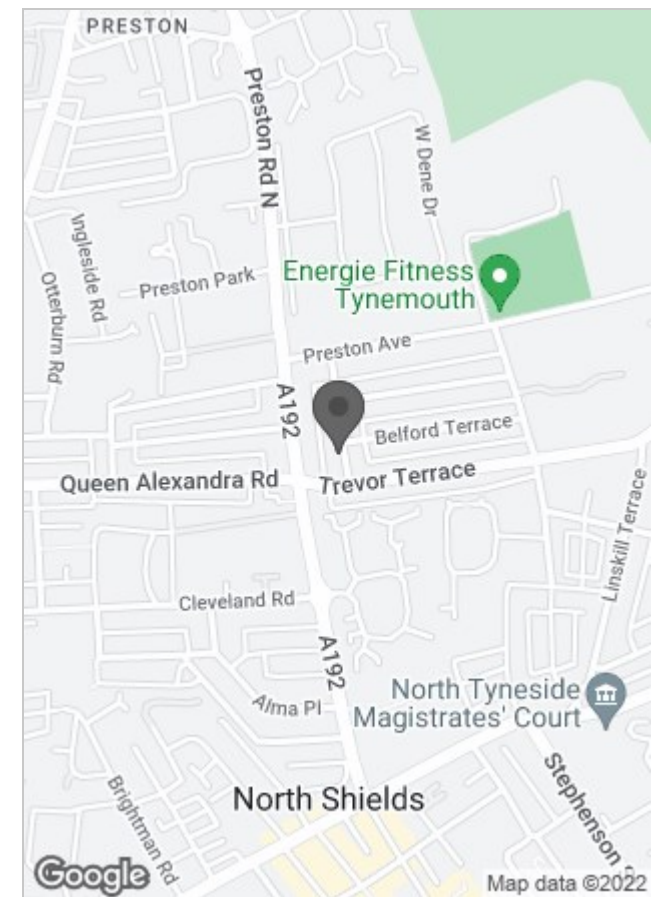 PRESTON
Preston Rd N
W Dene Dr
Ingleside Rd
Otterburn Rd
Preston Park
Energie Fitness
Tynemouth
Preston Ave
A192
Belford Terrace
Queen Alexandra Rd
Trevor Terrace
Linskill Terrace
Cleveland Rd
A192
Alma Pl
North Tyneside
Magistrates' Court
Brightman Rd
North Shields
Stephenson S
Google
Map data ©2022